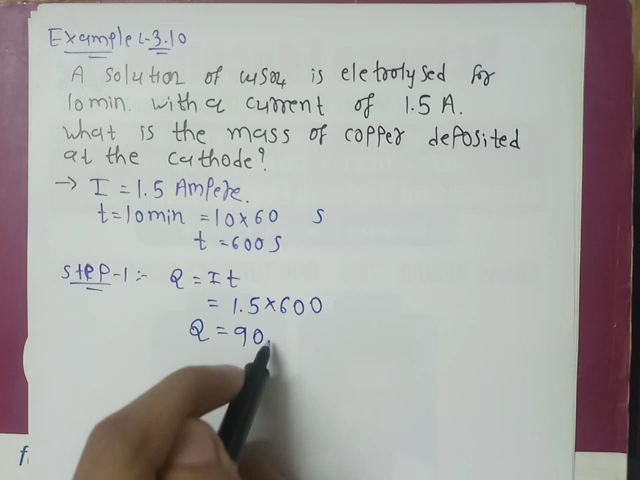 Example :- 3.10
A solution of CuSO4 is eletrolysed for
10 min. with a current of 1.5 A.
What is the mass of copper deposited
at the cathode?
→ I = 1.5 Ampere.
t = 10 min = 10 × 60 s
t = 600 s
Step-1 :- Q = It
= 1.5 × 600
Q = 90
f